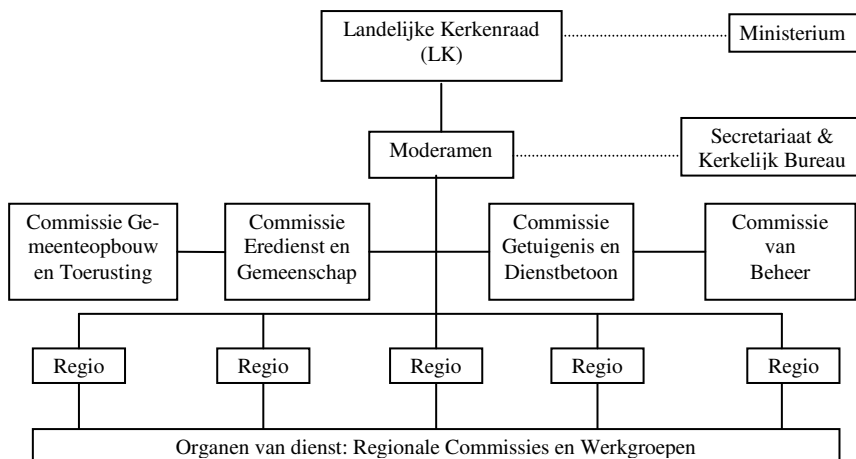 Landelijke Kerkenraad
(LK)
Ministerium
Moderamen
Secretariaat &
Kerkelijk Bureau
Commissie Ge-
meenteopbouw
en Toerusting
Commissie
Eredienst en
Gemeenschap
Commissie
Getuigenis en
Dienstbetoon
Commissie
van
Beheer
Regio
Regio
Regio
Regio
Regio
Organen van dienst: Regionale Commissies en Werkgroepen